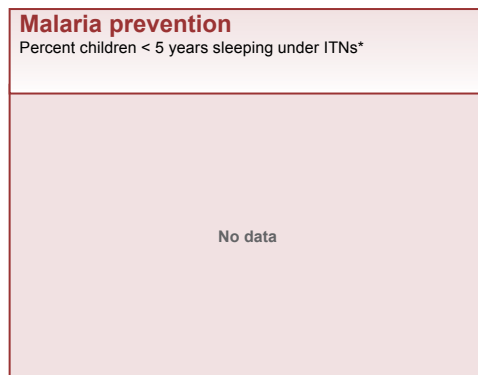 Malaria prevention
Percent children < 5 years sleeping under ITNs*
No data